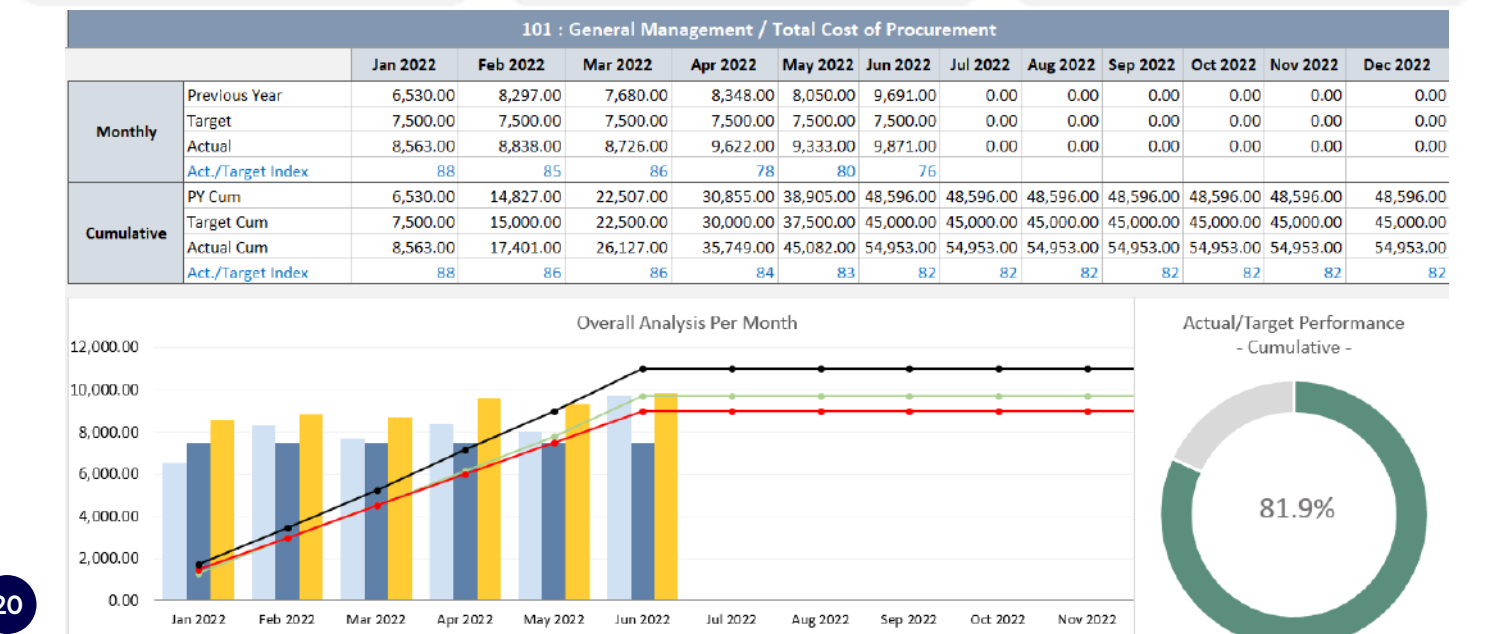 101 : General Management / Total Cost of Procurement
Jan 2022 Feb 2022 Mar 2022 Apr 2022 May 2022 Jun 2022 Jul 2022 Aug 2022 Sep 2022 Oct 2022 Nov 2022 Dec 2022
Monthly
Previous Year 6,530.00 8,297.00 7,680.00 8,348.00 8,050.00 9,691.00 0.00 0.00 0.00 0.00 0.00 0.00
Target 7,500.00 7,500.00 7,500.00 7,500.00 7,500.00 7,500.00 0.00 0.00 0.00 0.00 0.00 0.00
Actual 8,563.00 8,838.00 8,726.00 9,622.00 9,333.00 9,871.00 0.00 0.00 0.00 0.00 0.00 0.00
Act./Target Index 88 85 86 78 80 76
Cumulative
PY Cum 6,530.00 14,827.00 22,507.00 30,855.00 38,905.00 48,596.00 48,596.00 48,596.00 48,596.00 48,596.00 48,596.00 48,596.00
Target Cum 7,500.00 15,000.00 22,500.00 30,000.00 37,500.00 45,000.00 45,000.00 45,000.00 45,000.00 45,000.00 45,000.00 45,000.00
Actual Cum 8,563.00 17,401.00 26,127.00 35,749.00 45,082.00 54,953.00 54,953.00 54,953.00 54,953.00 54,953.00 54,953.00 54,953.00
Act./Target Index 88 86 86 84 83 82 82 82 82 82 82 82
Overall Analysis Per Month
12,000.00
10,000.00
8,000.00
6,000.00
4,000.00
2,000.00
0.00
Jan 2022 Feb 2022 Mar 2022 Apr 2022 May 2022 Jun 2022 Jul 2022 Aug 2022 Sep 2022 Oct 2022 Nov 2022
Actual/Target Performance
- Cumulative -
81.9%
20